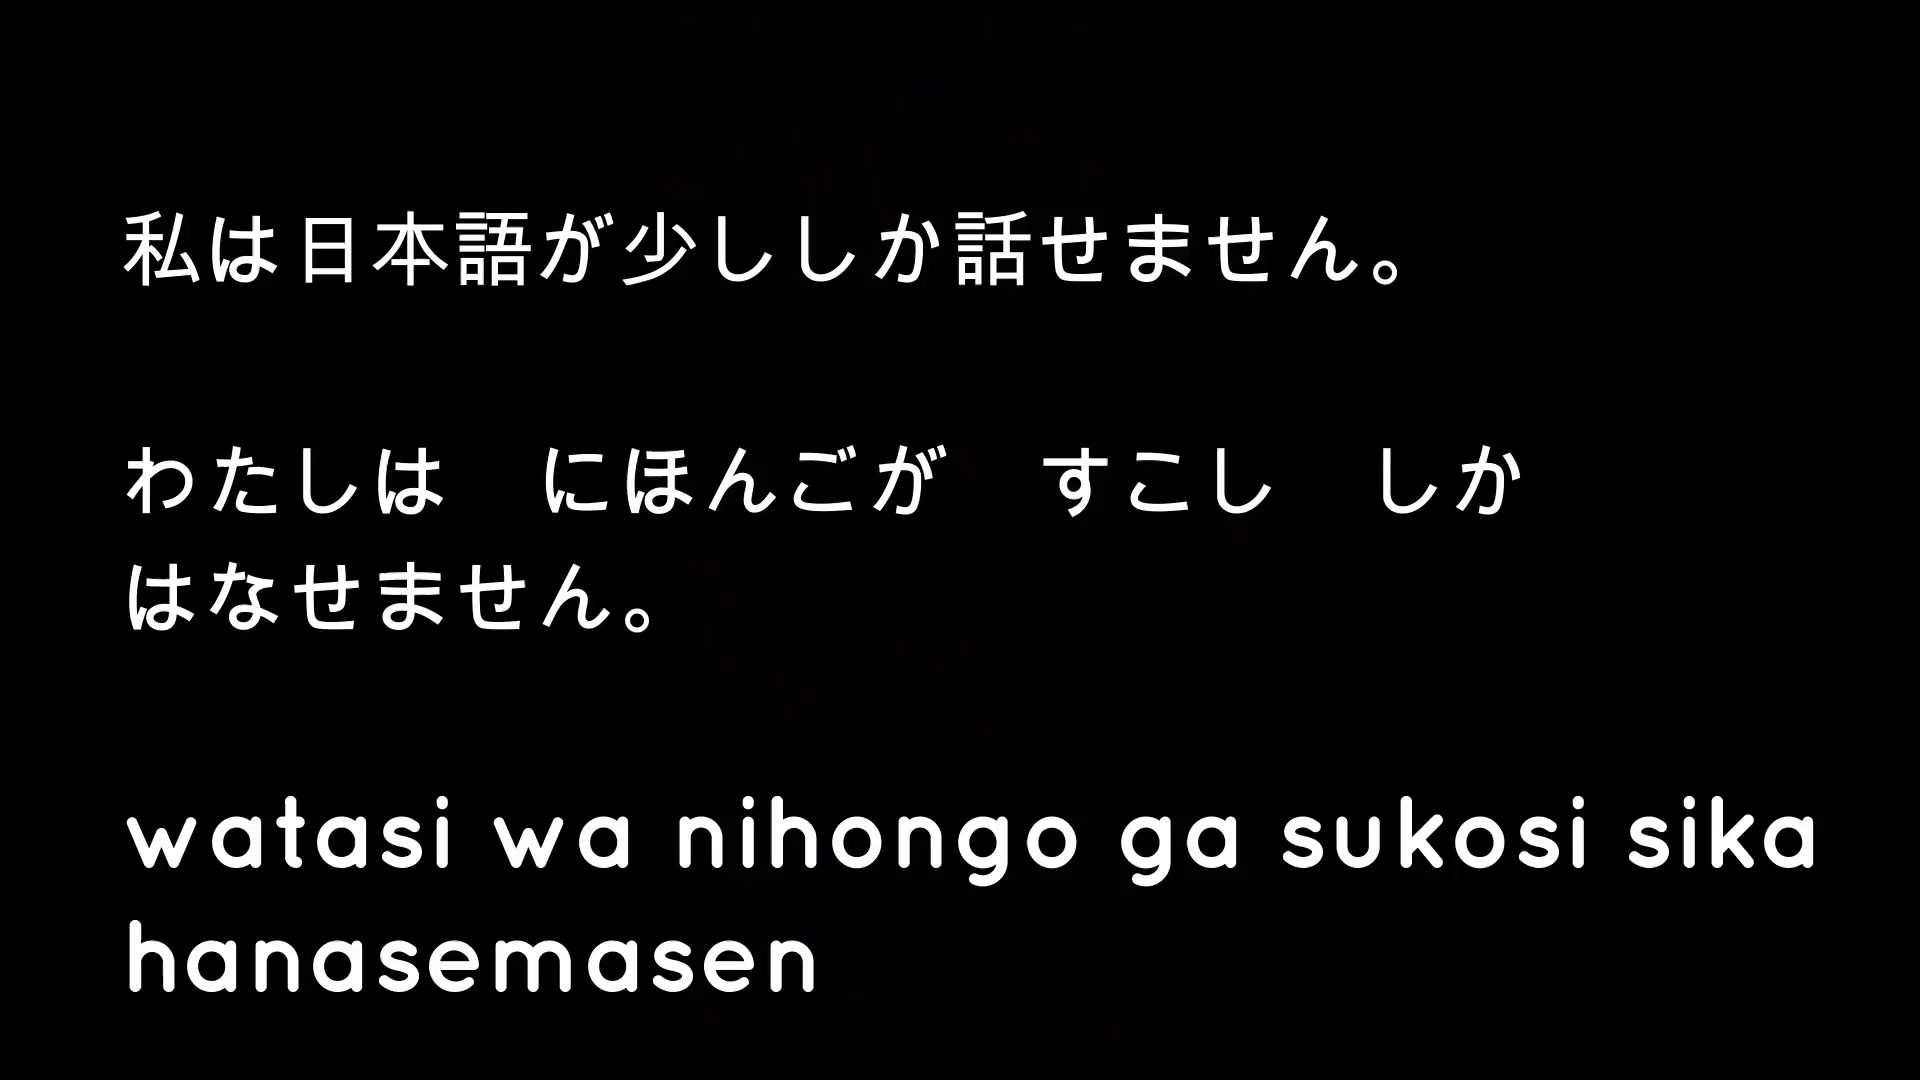 私は日本語が少ししか話せません。
わたしは　にほんごが　すこし　しか
はなせません。
watasi wa nihongo ga sukosi sika
hanasemasen